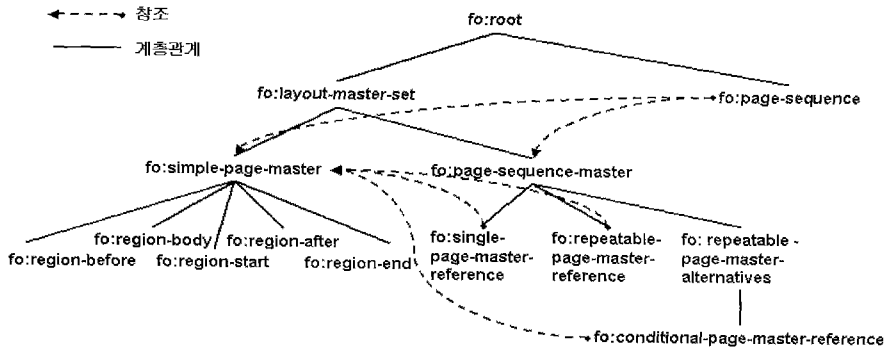 참조
계층관계
fo:root
fo:layout-master-set
fo:page-sequence
fo:simple-page-master
fo:page-sequence-master
fo:region-body
fo:region-after
fo:region-before
fo:region-start
fo:region-end
fo:single-
page-master-
reference
fo:repeatable-
page-master-
reference
fo: repeatable -
page-master-
alternatives
fo:conditional-page-master-reference